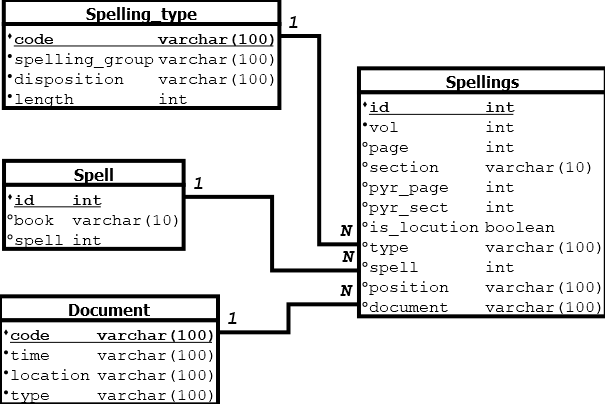 Spelling_type
code varchar(100)
spelling_group varchar(100)
disposition varchar(100)
length int
1
Spell
id int
book varchar(10)
spell int
1
Document
code varchar(100)
time varchar(100)
location varchar(100)
type varchar(100)
1
Spellings
id int
vol int
page int
section varchar(10)
pyr_page int
pyr_sect int
is_locution boolean
type varchar(100)
spell int
position varchar(100)
document varchar(100)
N
N
N